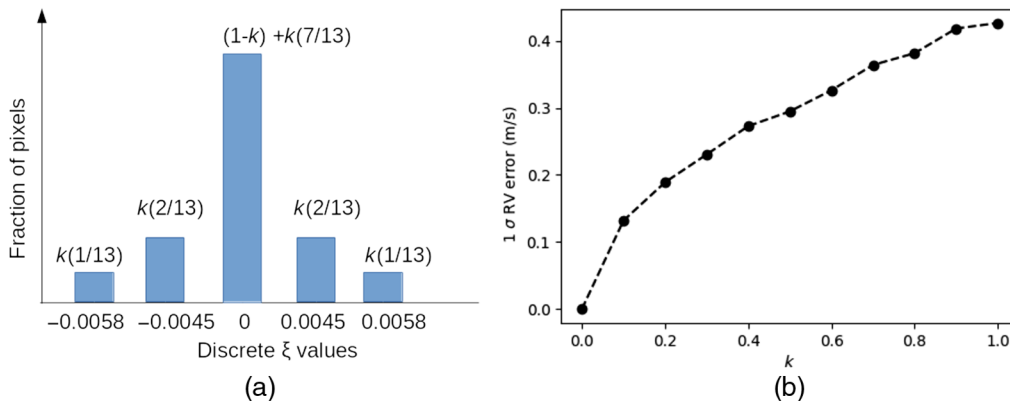 Fraction of pixels
(1-k) +k(7/13)
k(2/13)
k(2/13)
k(1/13)
k(1/13)
−0.0058
−0.0045
0
0.0045
0.0058
Discrete ξ values
(a)
1 σ RV error (m/s)
0.4
0.3
0.2
0.1
0.0
0.0
0.2
0.4
0.6
0.8
1.0
k
(b)